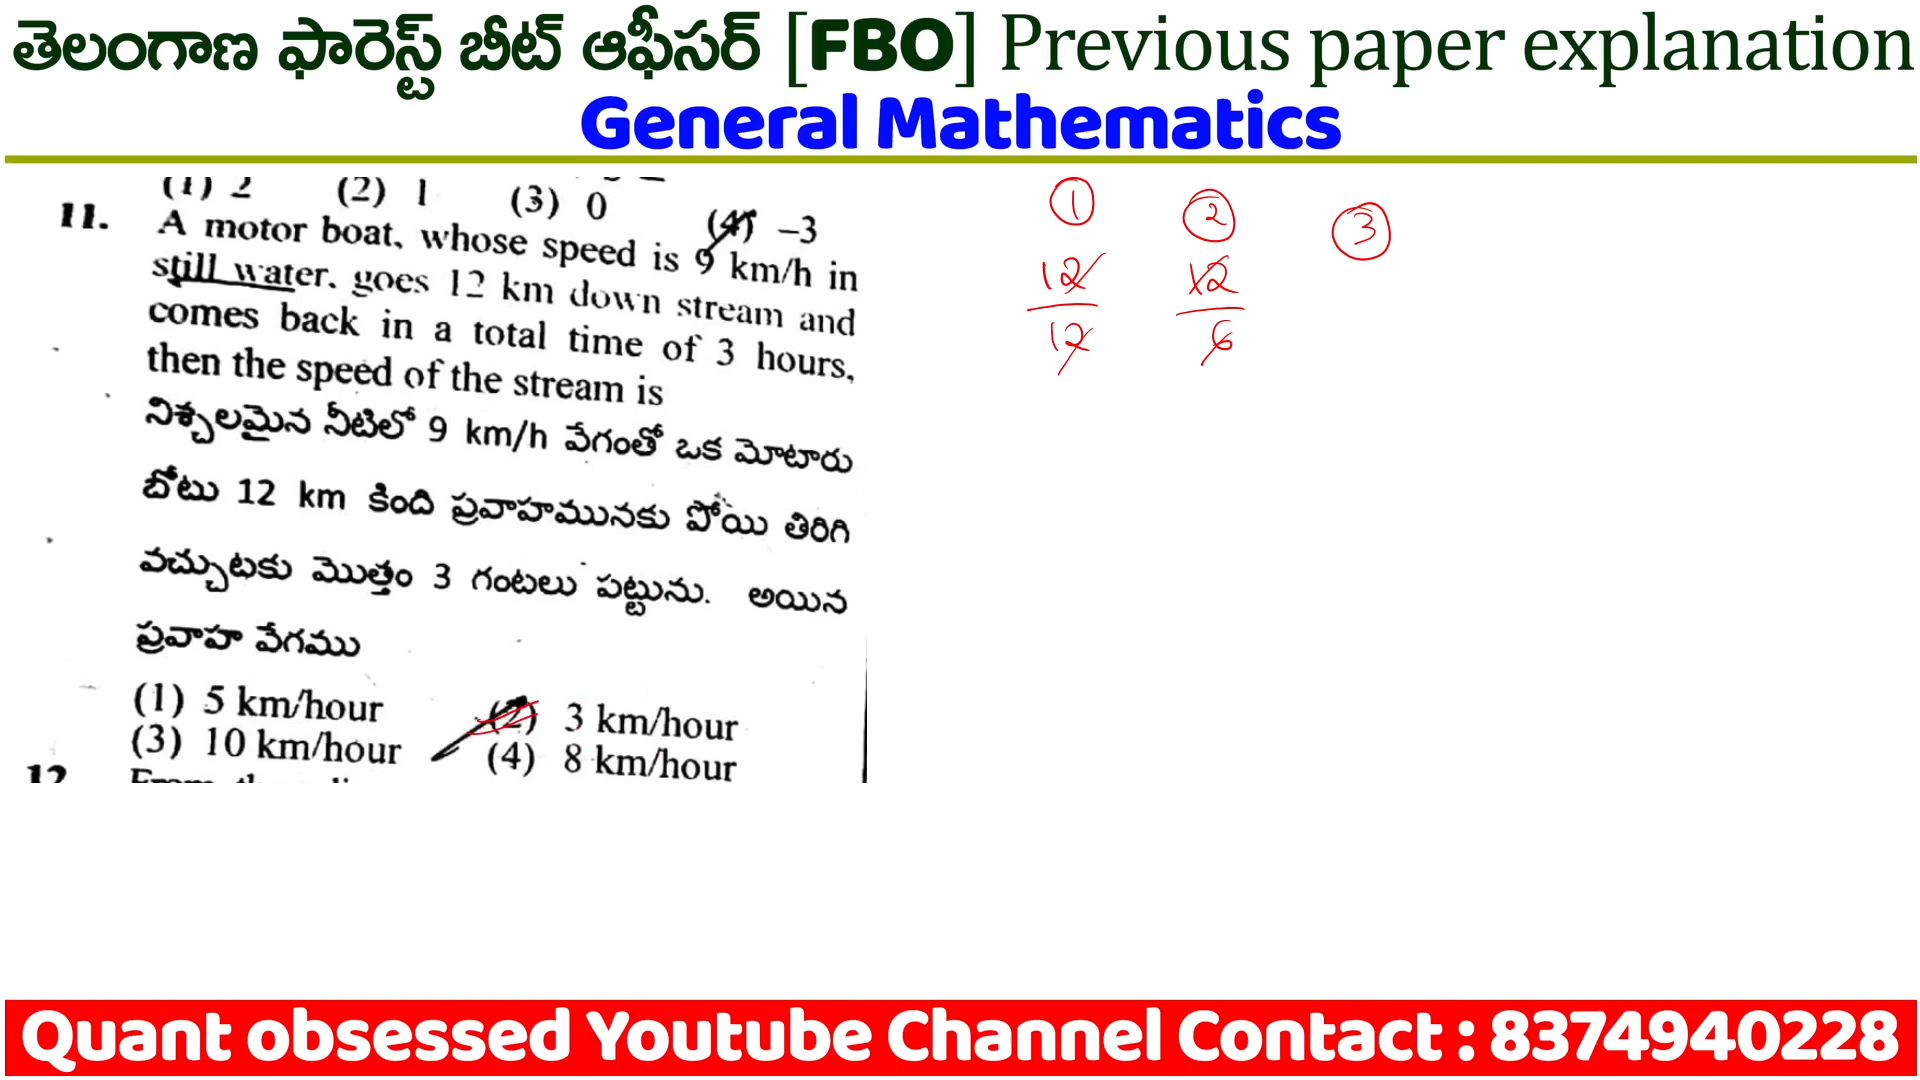 తెలంగాణ ఫారెస్ట్ బీట్ ఆఫీసర్ [FBO] Previous paper explanation
General Mathematics
(1) 2 (2) 1 (3) 0 (4) –3
11. A motor boat, whose speed is 9 km/h in
still water, goes 12 km down stream and
comes back in a total time of 3 hours,
then the speed of the stream is
నిశ్చలమైన నీటిలో 9 km/h వేగంతో ఒక మోటారు
బోటు 12 km కింది ప్రవాహమునకు పోయి తిరిగి
వచ్చుటకు మొత్తం 3 గంటలు పట్టును. అయిన
ప్రవాహ వేగము
(1) 5 km/hour (2) 3 km/hour
(3) 10 km/hour (4) 8 km/hour
12
1 2 3
12 12
12 6
Quant obsessed Youtube Channel Contact : 8374940228